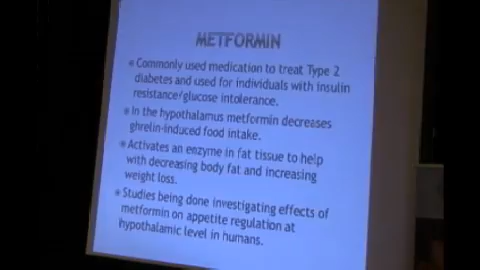 METFORMIN
Commonly used medication to treat Type 2
diabetes and used for individuals with insulin
resistance/glucose intolerance.
In the hypothalamus metformin decreases
ghrelin-induced food intake.
Activates an enzyme in fat tissue to help
with decreasing body fat and increasing
weight loss.
Studies being done investigating effects of
metformin on appetite regulation at
hypothalamic level in humans.